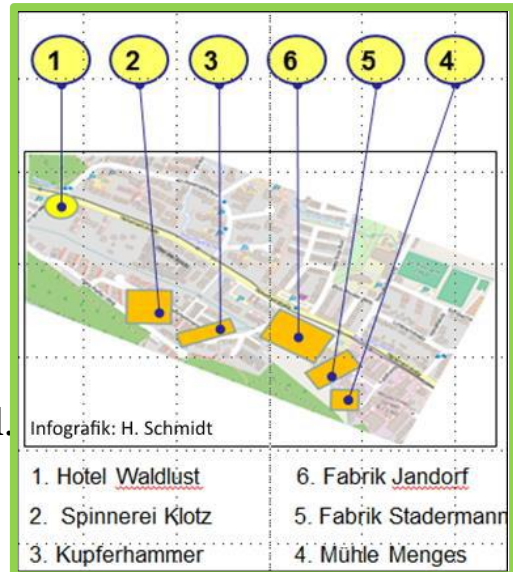 1 2 3 6 5 4
Infografik: H. Schmidt
1. Hotel Waldlust
2. Spinnerei Klotz
3. Kupferhammer
6. Fabrik Jandorf
5. Fabrik Stadermann
4. Mühle Menges